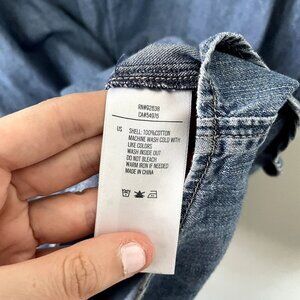 RN#92838
CA#54976
US
SHELL: 100%COTTON
MACHINE WASH COLD WITH
LIKE COLORS
WASH INSIDE OUT
DO NOT BLEACH
WARM IRON IF NEEDED
MADE IN CHINA